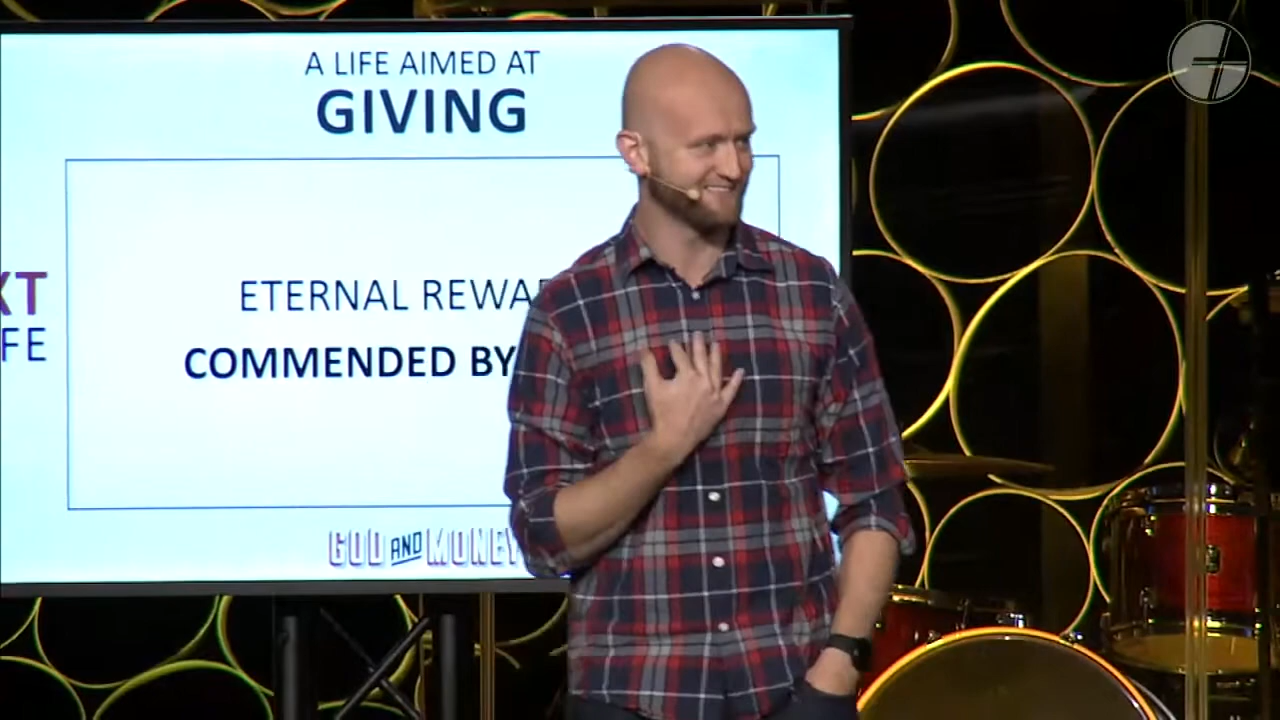 A LIFE AIMED AT
GIVING
XT
FE
ETERNAL REWA
COMMENDED BY
GOD AND MONEY